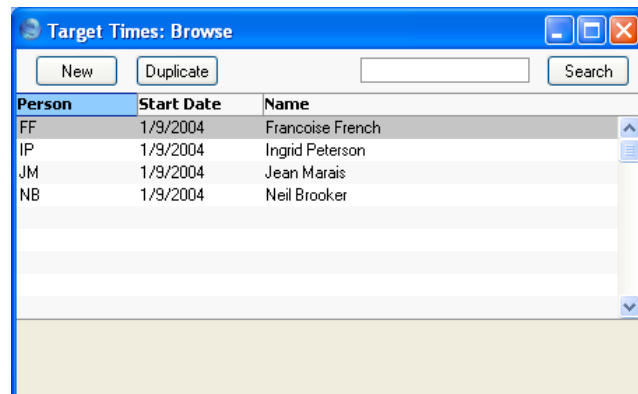 Target Times: Browse
New Duplicate Search
Person Start Date Name
FF 1/9/2004 Francoise French
IP 1/9/2004 Ingrid Peterson
JM 1/9/2004 Jean Marais
NB 1/9/2004 Neil Brooker